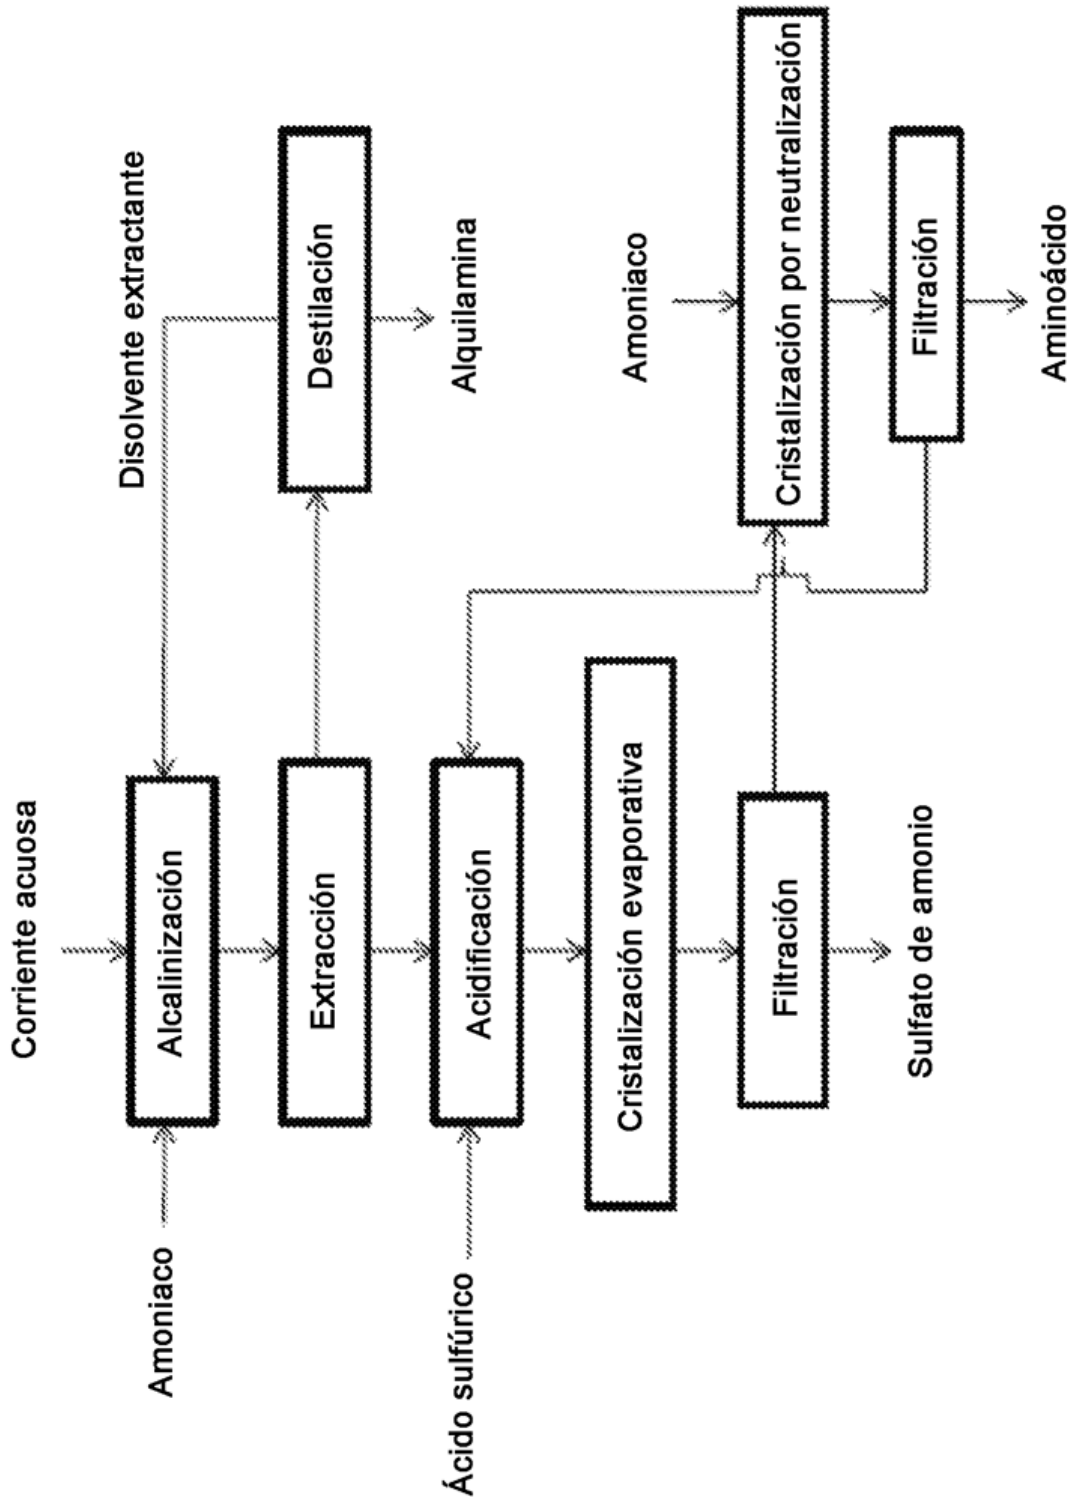 Corriente acuosa
Disolvente extractante
Amoniaco
Alcalinización
Extracción
Destilación
Alquilamina
Ácido sulfúrico
Acidificación
Cristalización evaporativa
Amoniaco
Filtración
Cristalización por neutralización
Filtración
Sulfato de amonio
Aminoácido